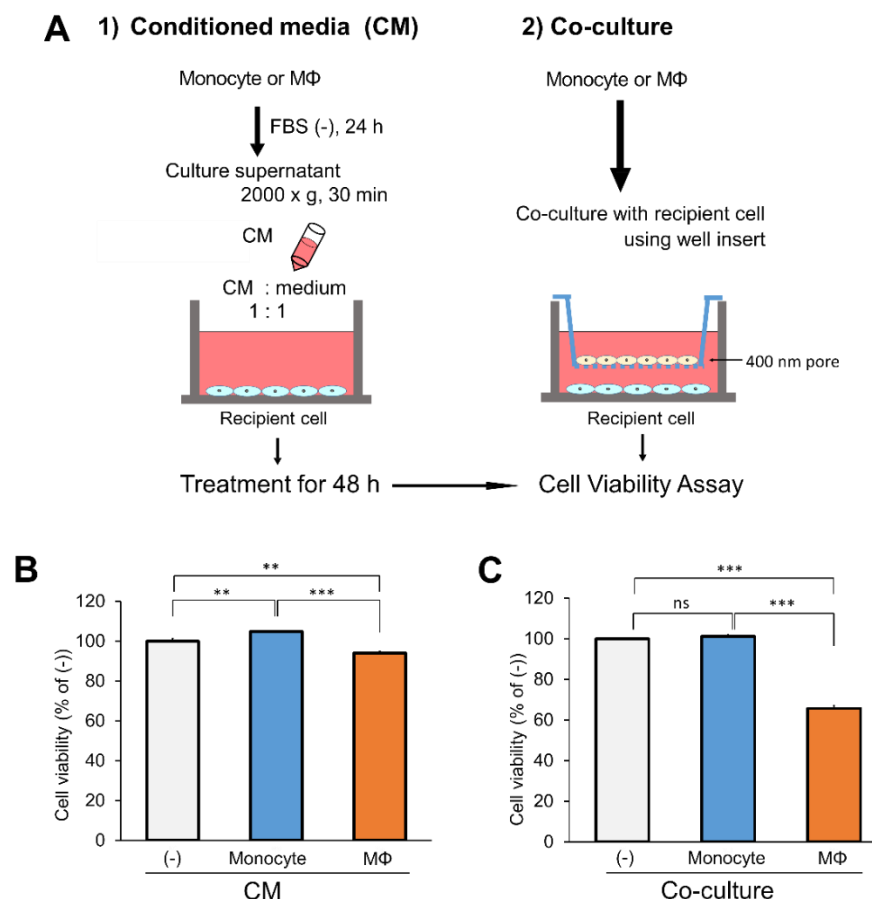 A
1) Conditioned media (CM)
Monocyte or MΦ
FBS (-), 24 h
Culture supernatant
2000 x g, 30 min
CM
CM : medium
1 : 1
Recipient cell
Treatment for 48 h
2) Co-culture
Monocyte or MΦ
Co-culture with recipient cell
using well insert
400 nm pore
Recipient cell
Cell Viability Assay
B
**
**
***
Cell viability (% of (-))
120
100
80
60
40
20
0
(-)
Monocyte
MΦ
CM
C
***
ns
***
Cell viability (% of (-))
120
100
80
60
40
20
0
(-)
Monocyte
MΦ
Co-culture